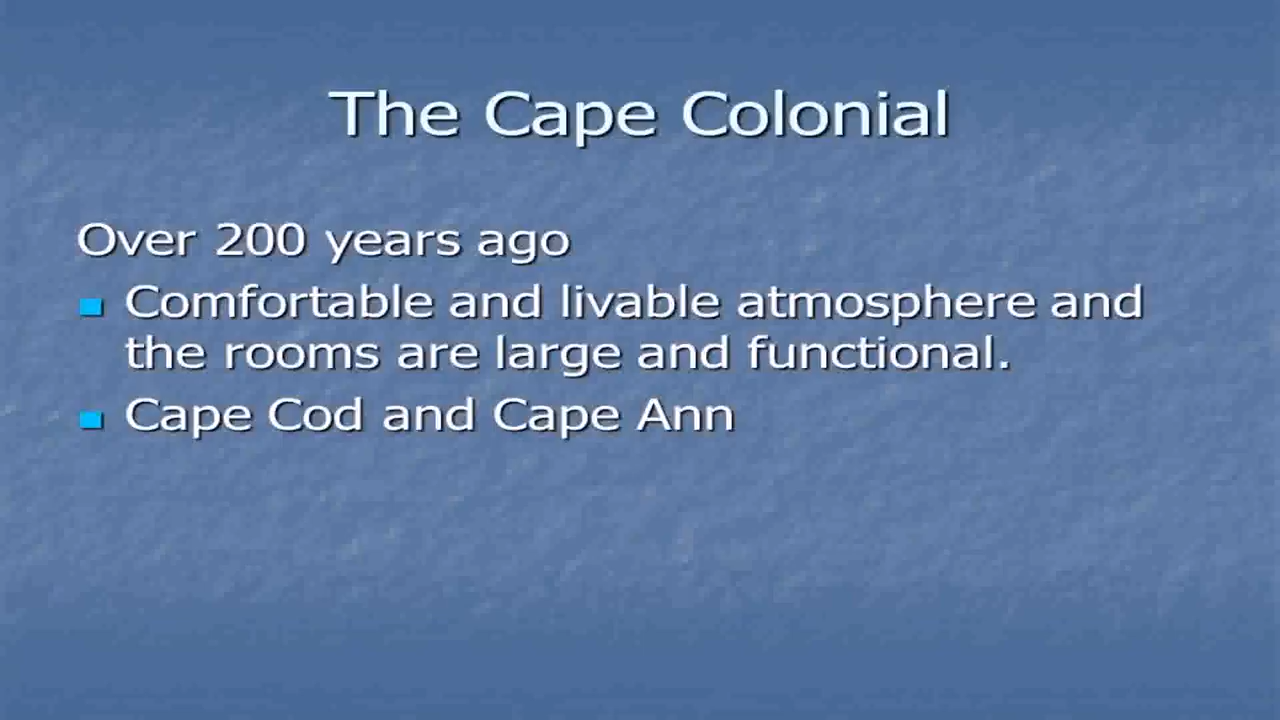 The Cape Colonial
Over 200 years ago
Comfortable and livable atmosphere and
the rooms are large and functional.
Cape Cod and Cape Ann